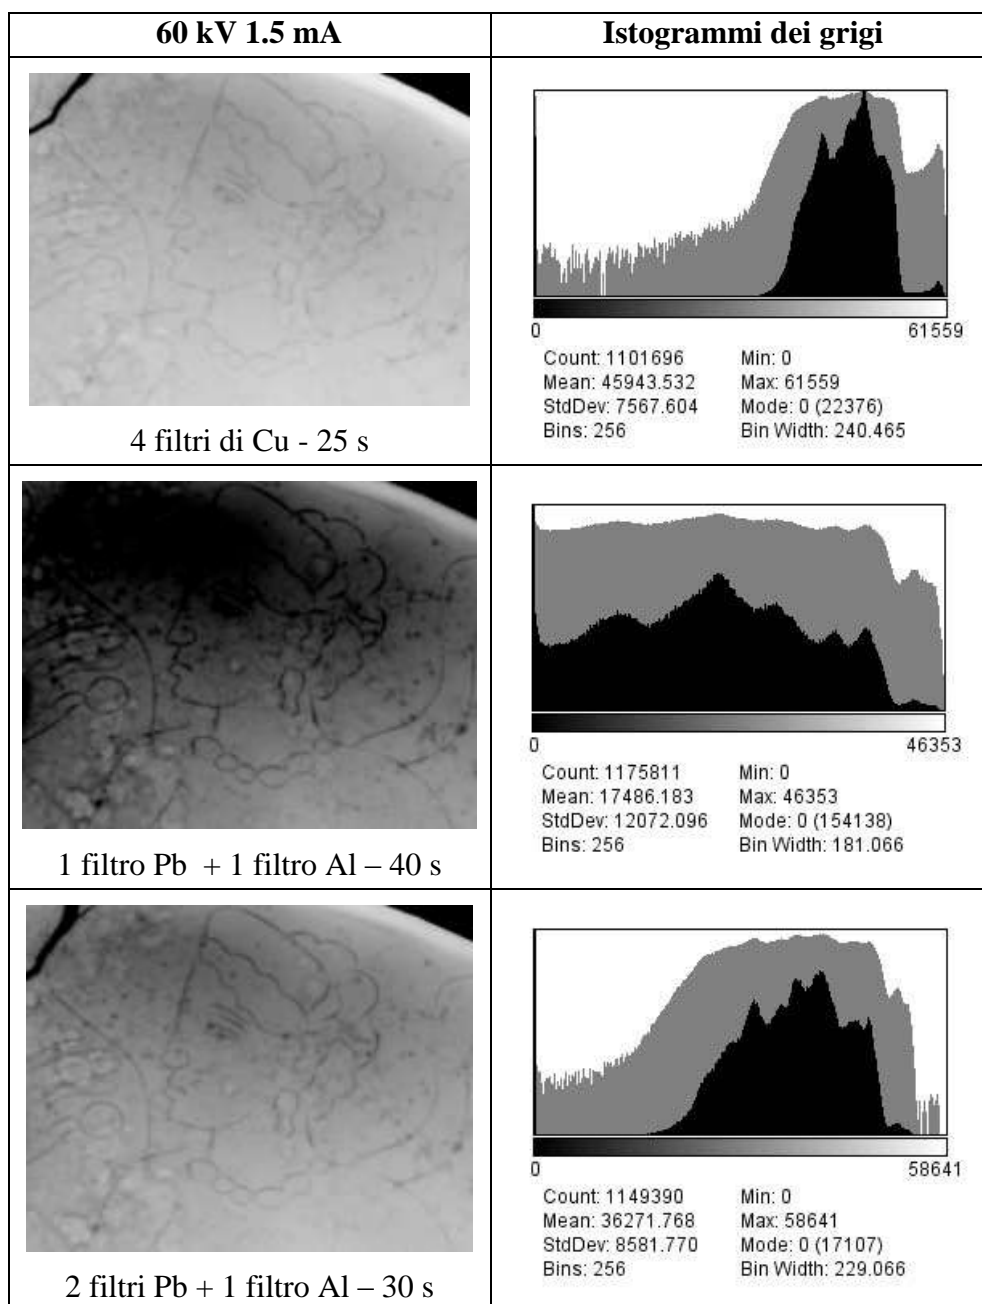 60 kV 1.5 mA
Istogrammi dei grigi
4 filtri di Cu - 25 s
0 61559
Count: 1101696 Min: 0
Mean: 45943.532 Max: 61559
StdDev: 7567.604 Mode: 0 (22376)
Bins: 256 Bin Width: 240.465
1 filtro Pb + 1 filtro Al – 40 s
0 46353
Count: 1175811 Min: 0
Mean: 17486.183 Max: 46353
StdDev: 12072.096 Mode: 0 (154138)
Bins: 256 Bin Width: 181.066
2 filtri Pb + 1 filtro Al – 30 s
0 58641
Count: 1149390 Min: 0
Mean: 36271.768 Max: 58641
StdDev: 8581.770 Mode: 0 (17107)
Bins: 256 Bin Width: 229.066